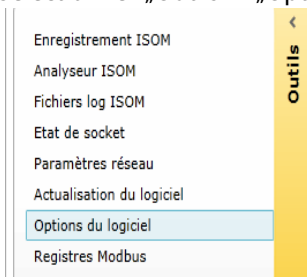 Enregistrement ISOM
Analyseur ISOM
Fichiers log ISOM
Etat de socket
Paramètres réseau
Actualisation du logiciel
Options du logiciel
Registres Modbus
Outils